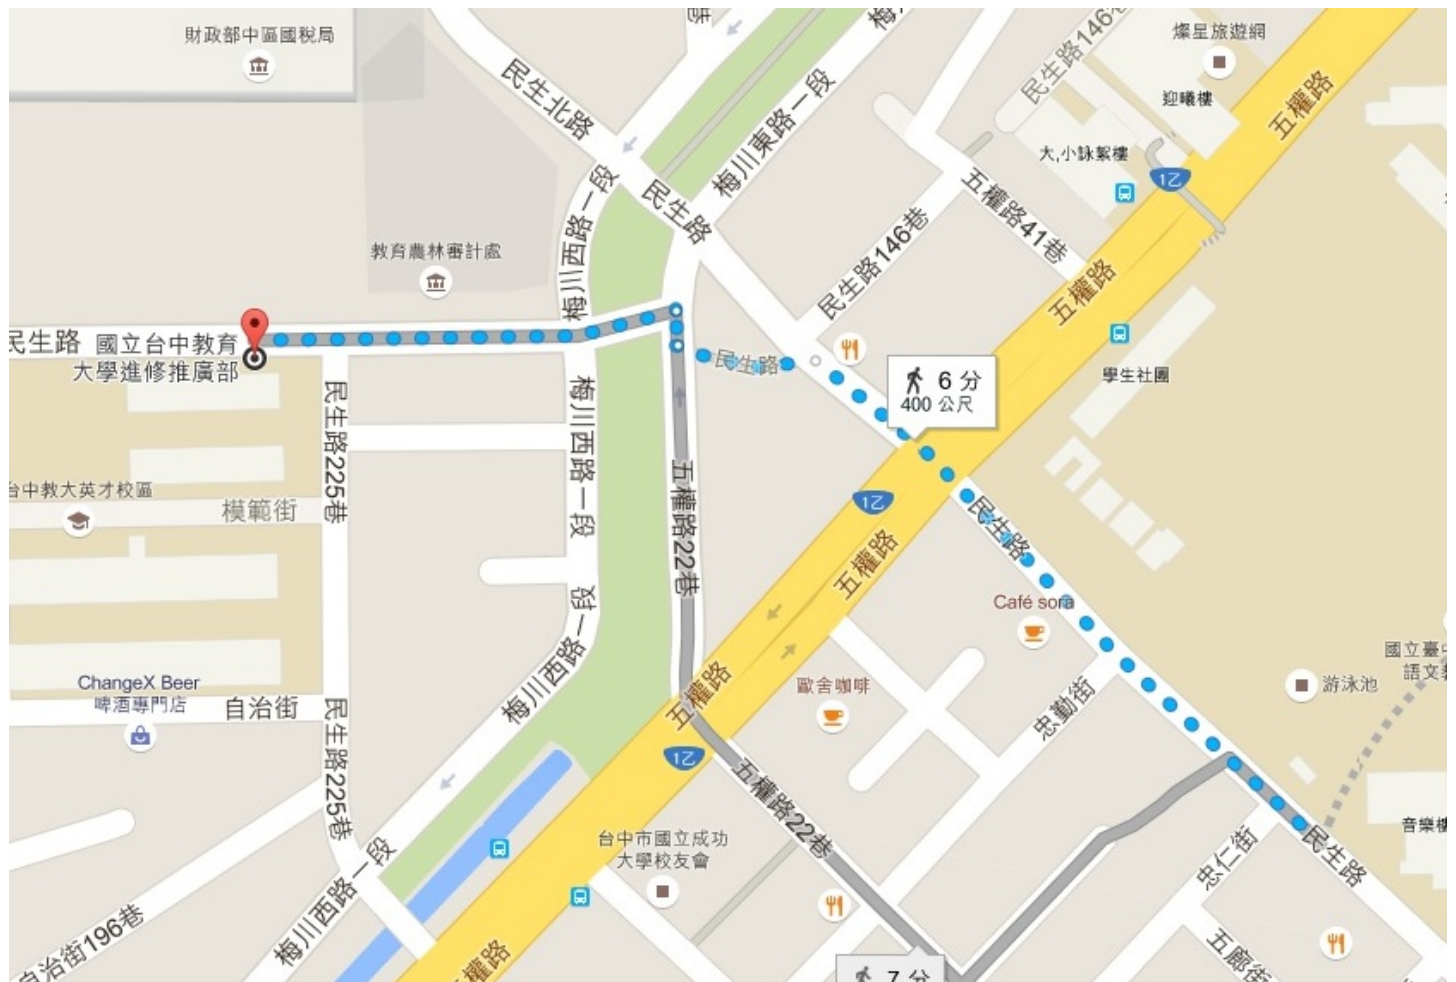 財政部中區國稅局
巷
梅
民生路146巷
燦星旅遊網
迎曦樓
五權路
民生北路
梅川東路一段
大,小詠絮樓
1乙
梅川西路一段
民生路
五權路41巷
教育農林審計處
民生路146巷
五權路
民生路
國立台中教育
大學進修推廣部
民生路
6 分
400 公尺
學生社團
民生路225巷
梅川西路一段
五權路22巷
台中教大英才校區
模範街
1乙
民生路
五權路
Café sora
梅川西路一段
國立臺中
語文教
ChangeX Beer
啤酒專門店
自治街
五權路
歐舍咖啡
忠勤街
游泳池
民生路225巷
1乙
五權路22巷
台中市國立成功
大學校友會
音樂樓
民生路
忠仁街
梅川西路一段
自治街196巷
五權路
五廊街
7 分